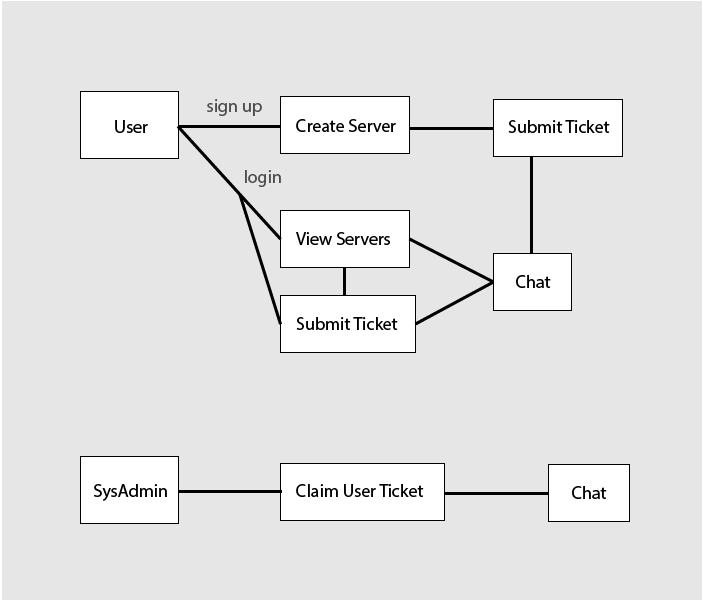 sign up
User
Create Server
Submit Ticket
login
View Servers
Chat
Submit Ticket
SysAdmin
Claim User Ticket
Chat